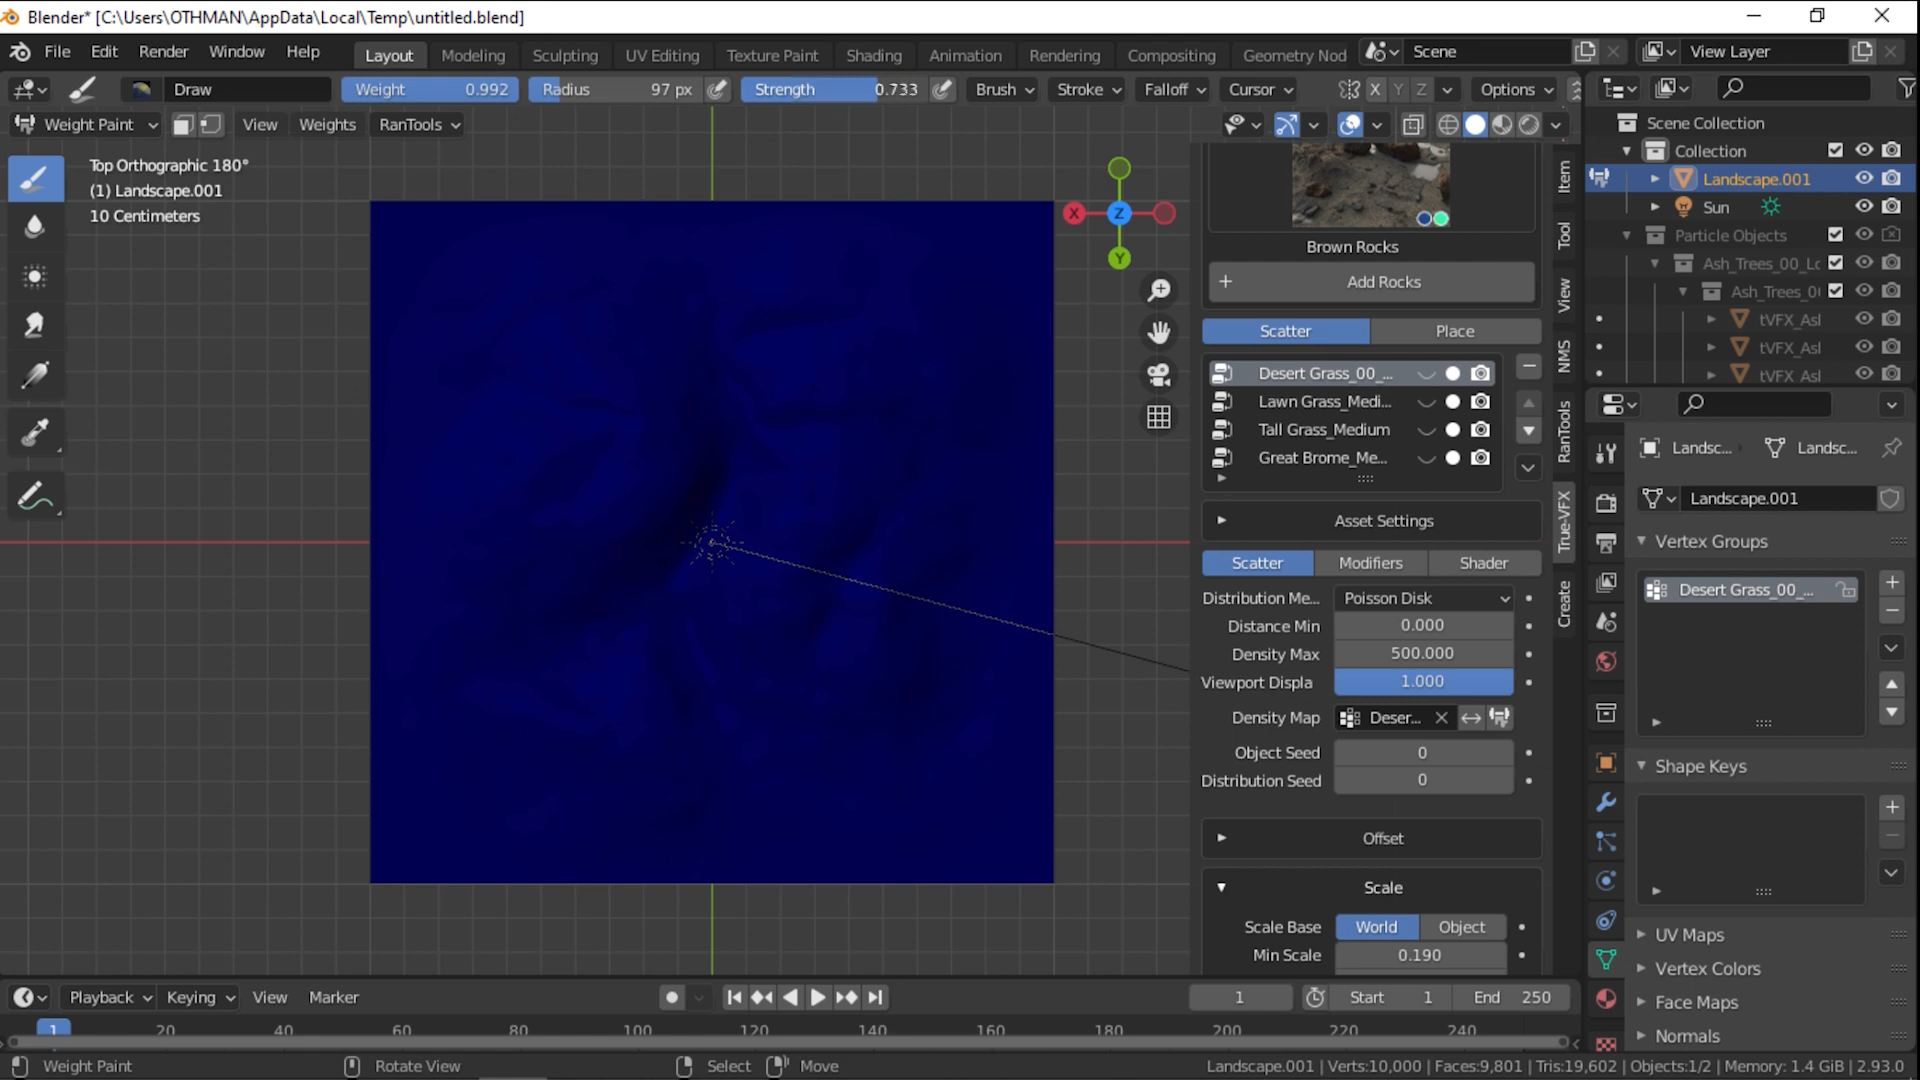 Blender* [C:\Users\OTHMAN\AppData\Local\Temp\untitled.blend]
File Edit Render Window Help Layout Modeling Sculpting UV Editing Texture Paint Shading Animation Rendering Compositing Geometry Nod Scene View Layer
Draw Weight 0.992 Radius 97 px Strength 0.733 Brush Stroke Falloff Cursor X Y Z Options
Weight Paint View Weights RanTools
Top Orthographic 180°
(1) Landscape.001
10 Centimeters
X Z
Y
Brown Rocks
Add Rocks
Scatter Place
Desert Grass_00_...
Lawn Grass_Medi...
Tall Grass_Medium
Great Brome_Me...
Asset Settings
Scatter Modifiers Shader
Distribution Me... Poisson Disk
Distance Min 0.000
Density Max 500.000
Viewport Displa 1.000
Density Map Deser...
Object Seed 0
Distribution Seed 0
Offset
Scale
Scale Base World Object
Min Scale 0.190
Item
Tool
View
NMS
RanTools
True-VFX
Create
Scene Collection
Collection
Landscape.001
Sun
Particle Objects
Ash_Trees_00_Lc
Ash_Trees_0
tVFX_Asl
tVFX_Asl
tVFX_Asl
Landsc... Landsc...
Landscape.001
Vertex Groups
Desert Grass_00_...
Shape Keys
UV Maps
Vertex Colors
Face Maps
Normals
Playback Keying View Marker 1 Start 1 End 250
1 20 40 60 80 100 120 140 160 180 200 220 240
Weight Paint Rotate View Select Move Landscape.001 | Verts:10,000 | Faces:9,801 | Tris:19,602 | Objects:1/2 | Memory: 1.4 GiB | 2.93.0